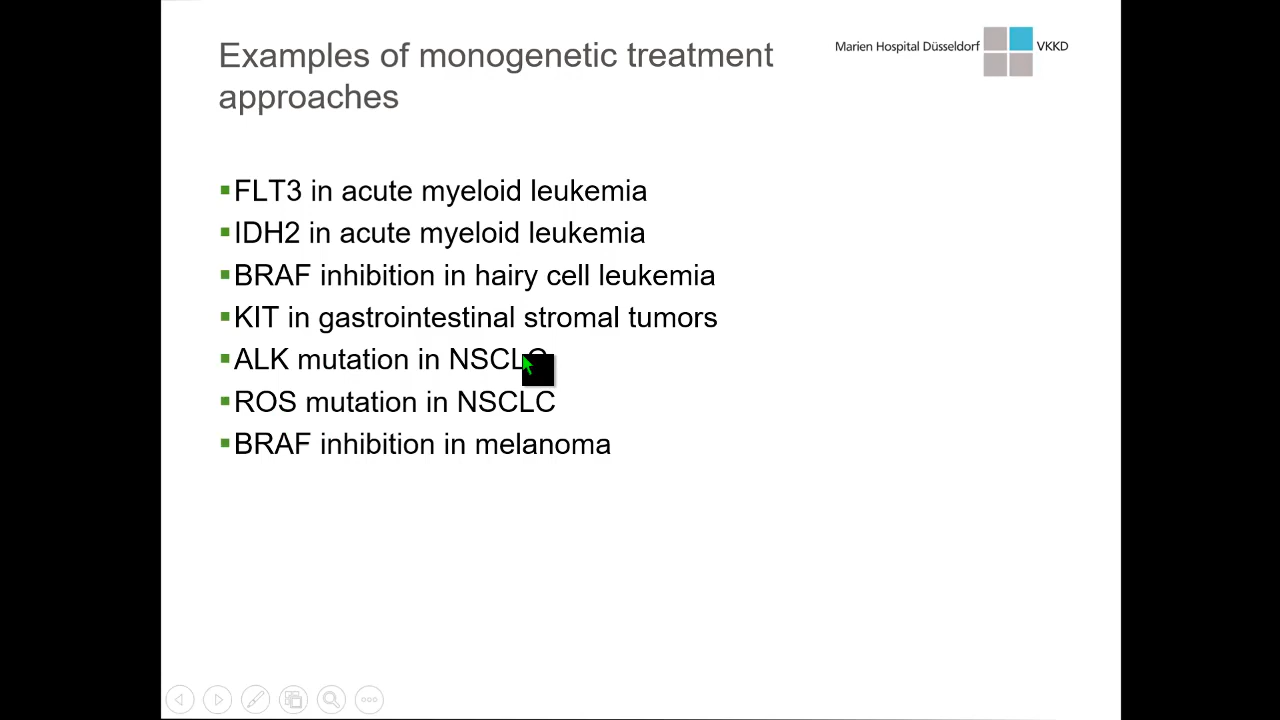 Examples of monogenetic treatment
approaches
Marien Hospital Düsseldorf VKKD
FLT3 in acute myeloid leukemia
IDH2 in acute myeloid leukemia
BRAF inhibition in hairy cell leukemia
KIT in gastrointestinal stromal tumors
ALK mutation in NSCLC
ROS mutation in NSCLC
BRAF inhibition in melanoma